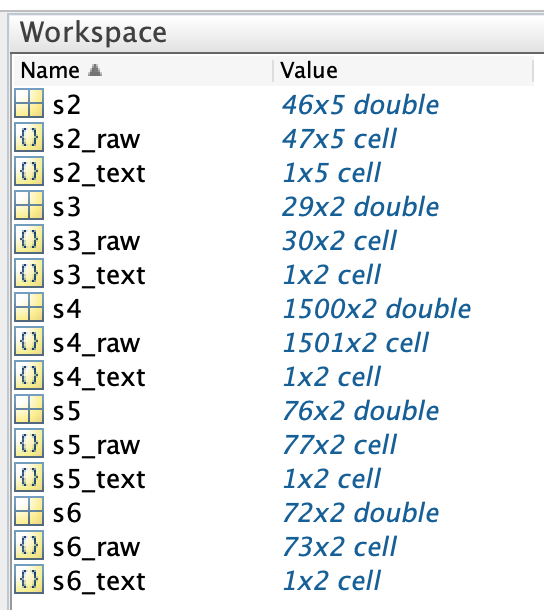 Workspace
Name Value
s2 46x5 double
{} s2_raw 47x5 cell
{} s2_text 1x5 cell
s3 29x2 double
{} s3_raw 30x2 cell
{} s3_text 1x2 cell
s4 1500x2 double
{} s4_raw 1501x2 cell
{} s4_text 1x2 cell
s5 76x2 double
{} s5_raw 77x2 cell
{} s5_text 1x2 cell
s6 72x2 double
{} s6_raw 73x2 cell
{} s6_text 1x2 cell